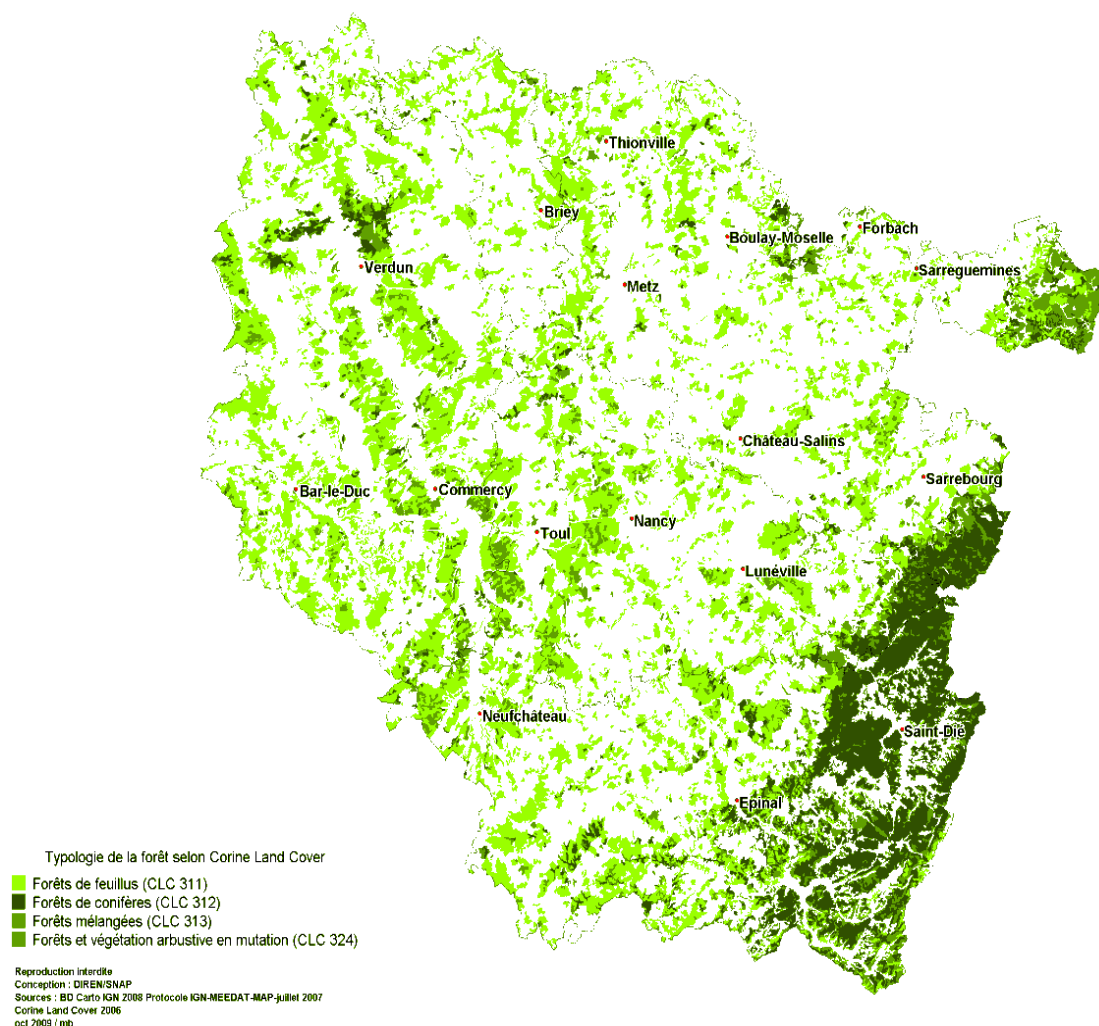 Thionville
Briey
Boulay-Moselle
Forbach
Verdun
Sarreguemines
Metz
Château-Salins
Sarrebourg
Bar-le-Duc
Commercy
Nancy
Toul
Lunéville
Neufchâteau
Saint-Dié
Epinal
Typologie de la forêt selon Corine Land Cover
Forêts de feuillus (CLC 311)
Forêts de conifères (CLC 312)
Forêts mélangées (CLC 313)
Forêts et végétation arbustive en mutation (CLC 324)
Reproduction interdite
Conception : DIREN/SNAP
Sources : BD Carto IGN 2008 Protocole IGN-MEEDAT-MAP-juillet 2007
Corine Land Cover 2006
oct 2009 / mb